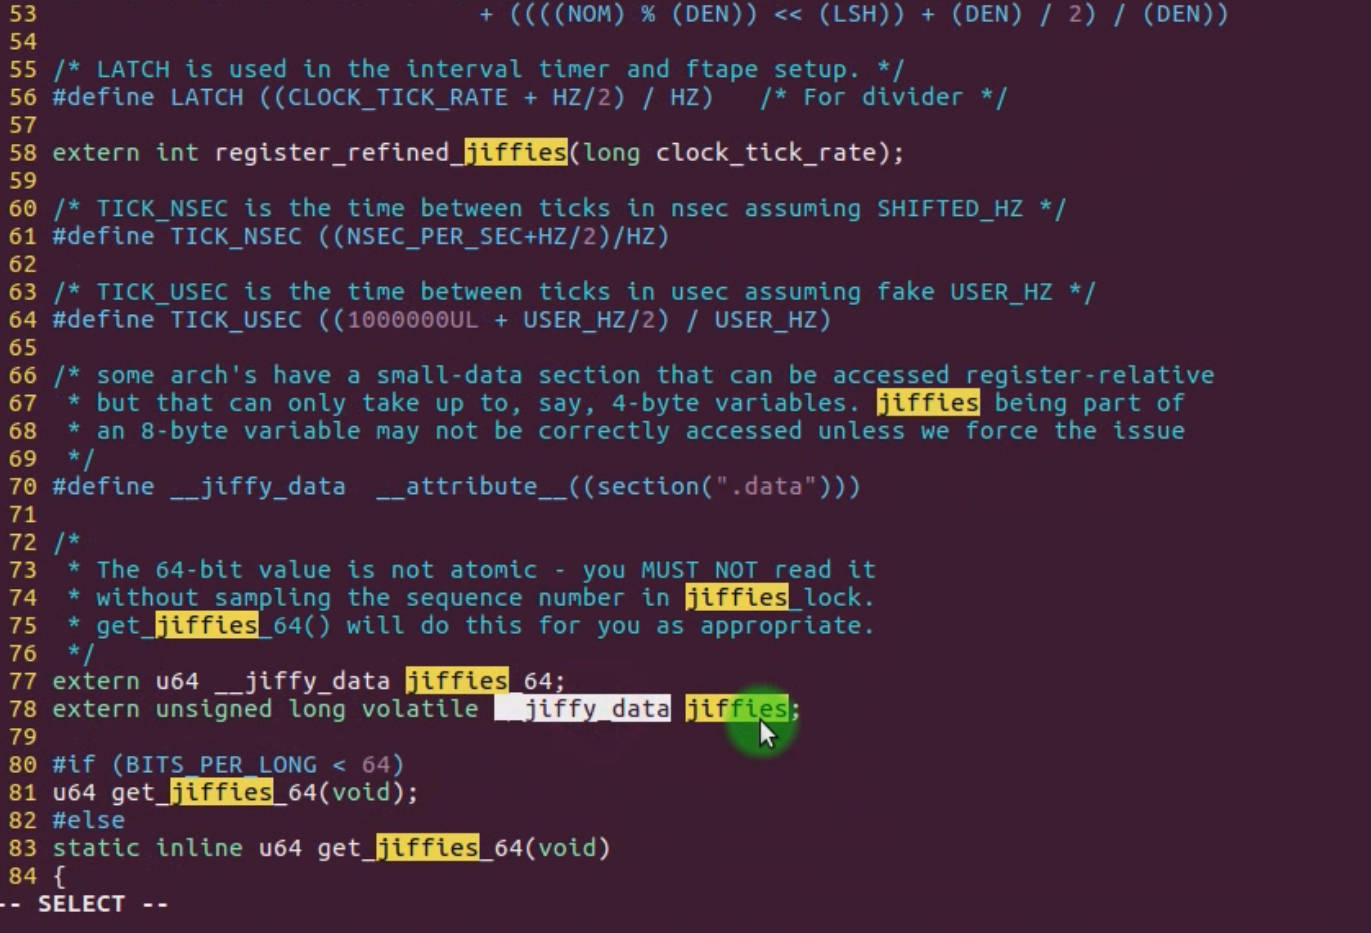 53                              + ((((NOM) % (DEN)) << (LSH)) + (DEN) / 2) / (DEN))
54
55 /* LATCH is used in the interval timer and ftape setup. */
56 #define LATCH ((CLOCK_TICK_RATE + HZ/2) / HZ)   /* For divider */
57
58 extern int register_refined_jiffies(long clock_tick_rate);
59
60 /* TICK_NSEC is the time between ticks in nsec assuming SHIFTED_HZ */
61 #define TICK_NSEC ((NSEC_PER_SEC+HZ/2)/HZ)
62
63 /* TICK_USEC is the time between ticks in usec assuming fake USER_HZ */
64 #define TICK_USEC ((1000000UL + USER_HZ/2) / USER_HZ)
65
66 /* some arch's have a small-data section that can be accessed register-relative
67  * but that can only take up to, say, 4-byte variables. jiffies being part of
68  * an 8-byte variable may not be correctly accessed unless we force the issue
69  */
70 #define __jiffy_data  __attribute__((section(".data")))
71
72 /*
73  * The 64-bit value is not atomic - you MUST NOT read it
74  * without sampling the sequence number in jiffies_lock.
75  * get_jiffies_64() will do this for you as appropriate.
76  */
77 extern u64 __jiffy_data jiffies_64;
78 extern unsigned long volatile __jiffy_data jiffies;
79
80 #if (BITS_PER_LONG < 64)
81 u64 get_jiffies_64(void);
82 #else
83 static inline u64 get_jiffies_64(void)
84 {
-- SELECT --